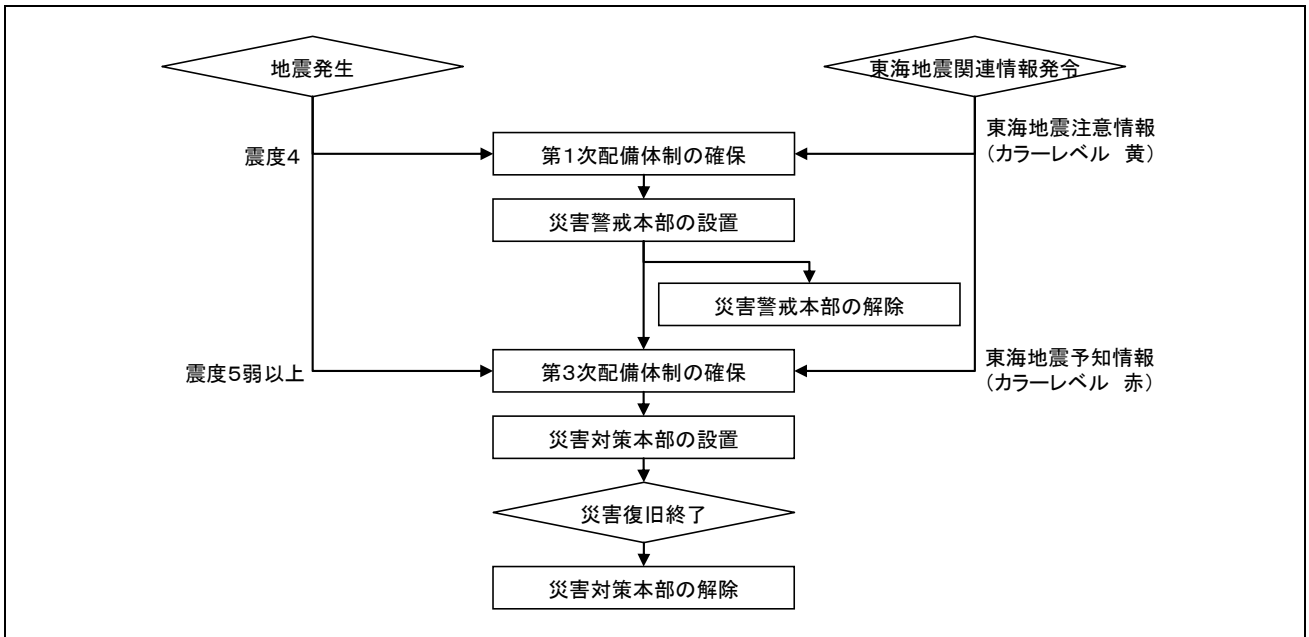 地震発生
東海地震関連情報発令
震度4
第1次配備体制の確保
東海地震注意情報
(カラーレベル 黄)
災害警戒本部の設置
災害警戒本部の解除
震度5弱以上
第3次配備体制の確保
東海地震予知情報
(カラーレベル 赤)
災害対策本部の設置
災害復旧終了
災害対策本部の解除